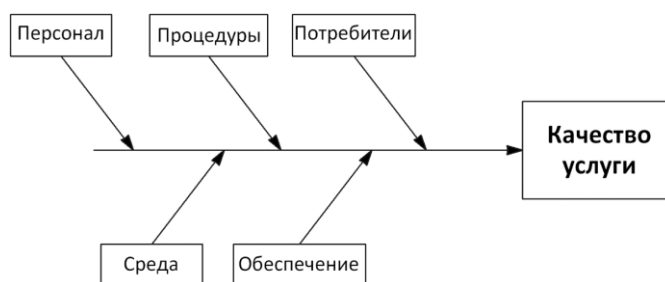 Персонал
Процедуры
Потребители
Качество
услуги
Среда
Обеспечение